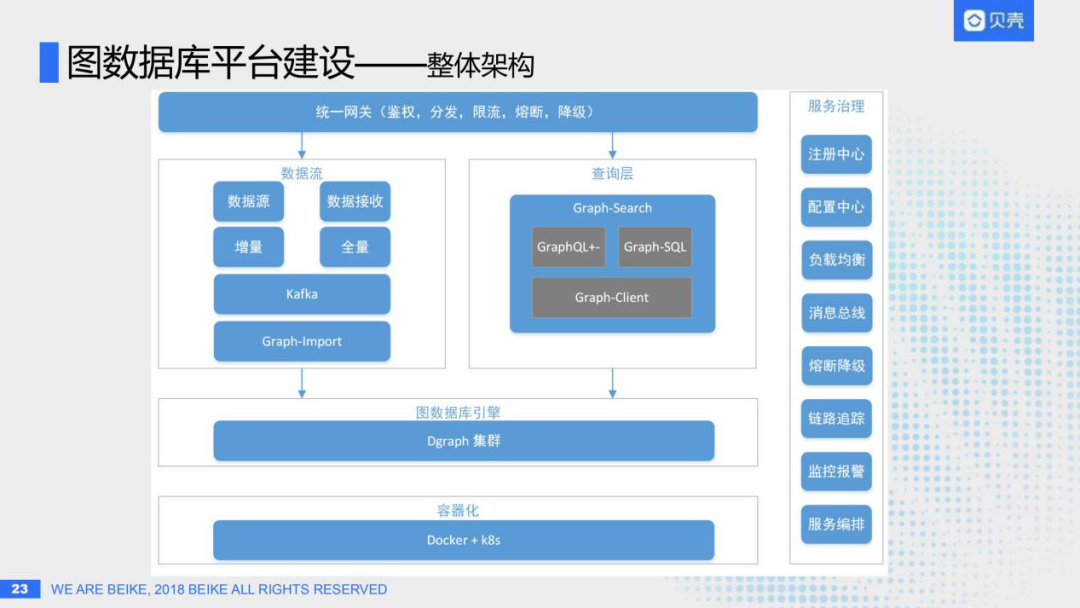 贝壳
图数据库平台建设——整体架构
统一网关（鉴权，分发，限流，熔断，降级）
数据流
数据源
数据接收
增量
全量
Kafka
Graph-Import
查询层
Graph-Search
GraphQL+-
Graph-SQL
Graph-Client
图数据库引擎
Dgraph 集群
容器化
Docker + k8s
服务治理
注册中心
配置中心
负载均衡
消息总线
熔断降级
链路追踪
监控报警
服务编排
23
WE ARE BEIKE, 2018 BEIKE ALL RIGHTS RESERVED